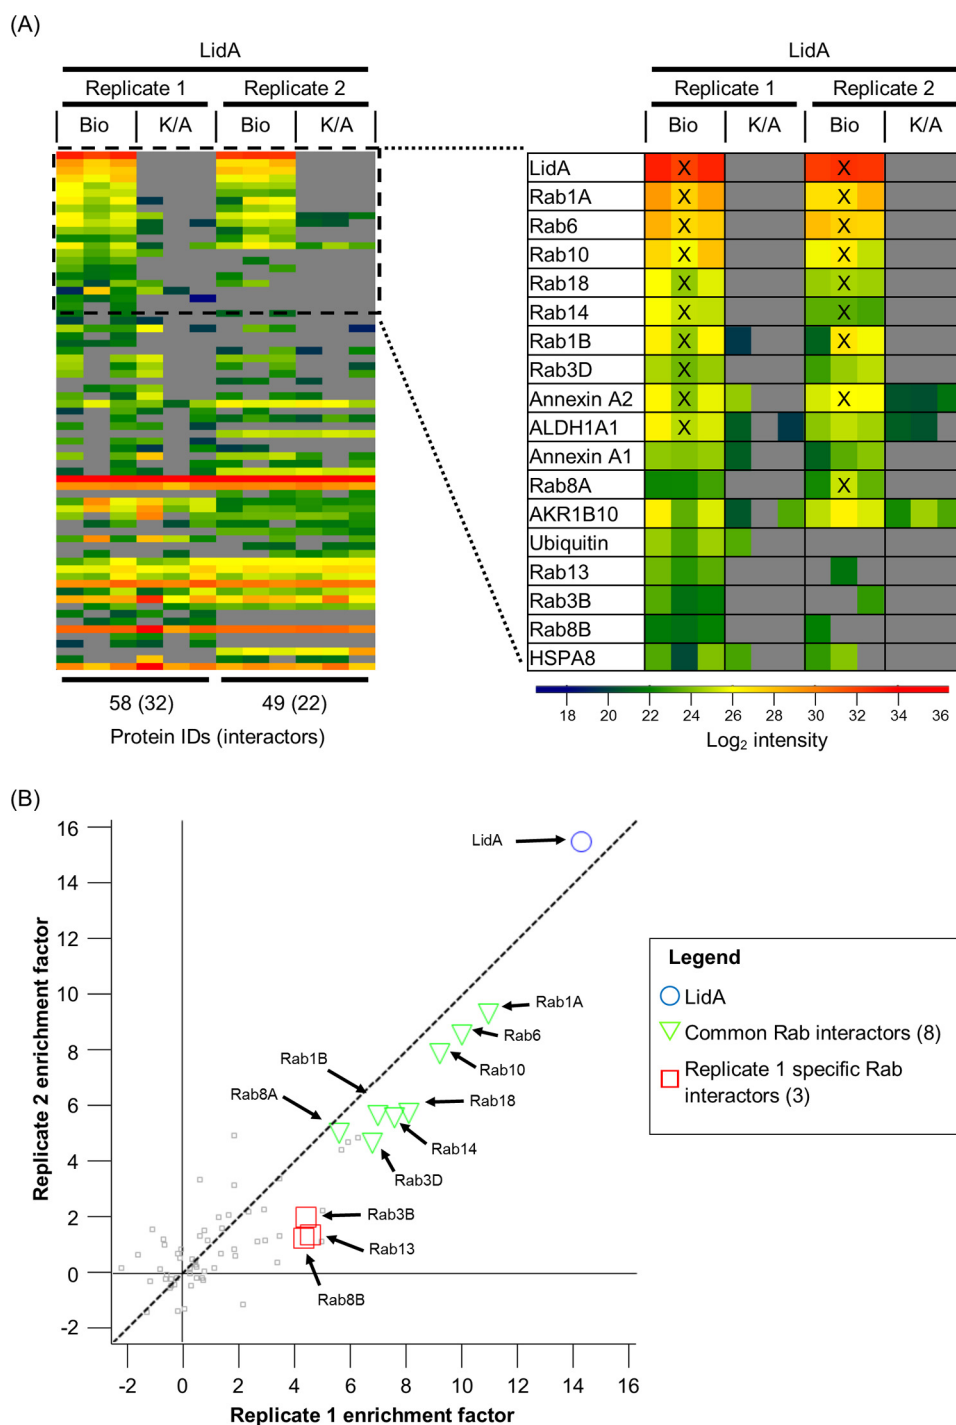 (A)
LidA
Replicate 1 Replicate 2
Bio K/A Bio K/A
58 (32) 49 (22)
Protein IDs (interactors)
LidA
Replicate 1 Replicate 2
Bio K/A Bio K/A
LidA X X
Rab1A X X
Rab6 X X
Rab10 X X
Rab18 X X
Rab14 X X
Rab1B X X
Rab3D X
Annexin A2 X X
ALDH1A1 X
Annexin A1
Rab8A X
AKR1B10
Ubiquitin
Rab13
Rab3B
Rab8B
HSPA8
18 20 22 24 26 28 30 32 34 36
Log2 intensity
(B)
Replicate 2 enrichment factor
16
14
12
10
8
6
4
2
0
-2
-2 0 2 4 6 8 10 12 14 16
Replicate 1 enrichment factor
LidA
Rab1A
Rab6
Rab10
Rab1B
Rab8A
Rab18
Rab14
Rab3D
Rab3B
Rab13
Rab8B
Legend
LidA
Common Rab interactors (8)
Replicate 1 specific Rab
interactors (3)